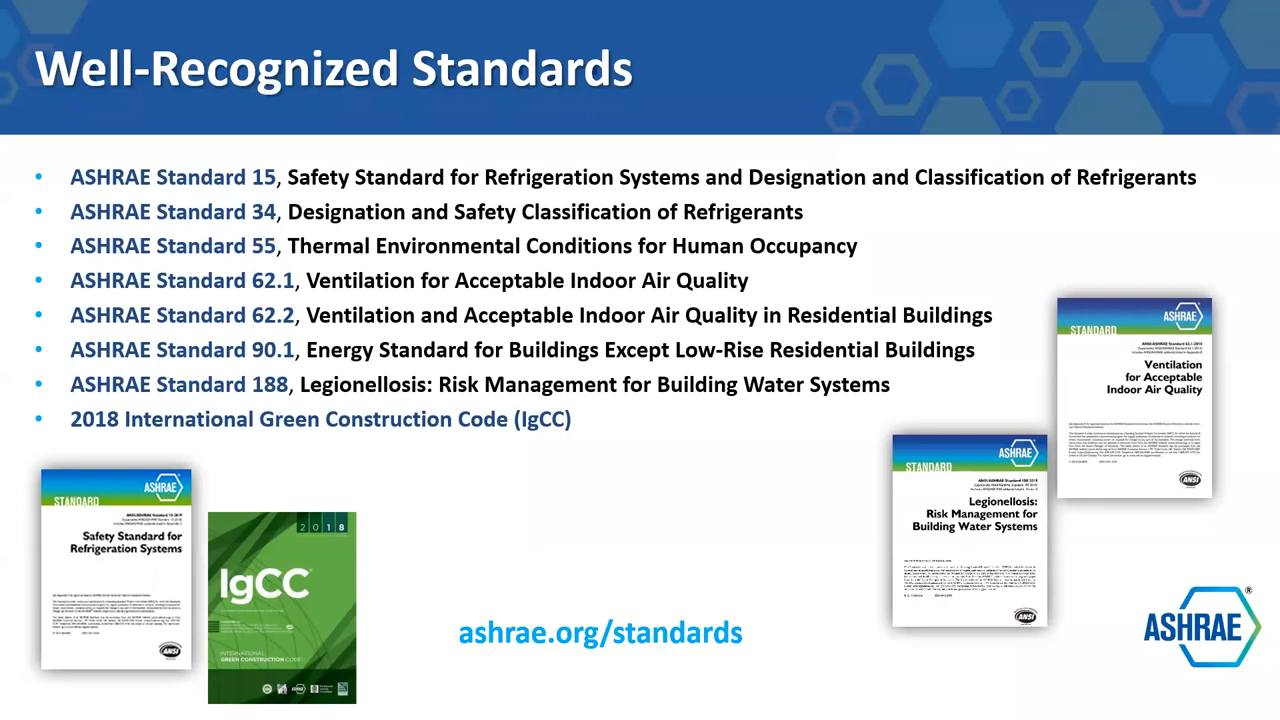 Well-Recognized Standards
• ASHRAE Standard 15, Safety Standard for Refrigeration Systems and Designation and Classification of Refrigerants
• ASHRAE Standard 34, Designation and Safety Classification of Refrigerants
• ASHRAE Standard 55, Thermal Environmental Conditions for Human Occupancy
• ASHRAE Standard 62.1, Ventilation for Acceptable Indoor Air Quality
• ASHRAE Standard 62.2, Ventilation and Acceptable Indoor Air Quality in Residential Buildings
• ASHRAE Standard 90.1, Energy Standard for Buildings Except Low-Rise Residential Buildings
• ASHRAE Standard 188, Legionellosis: Risk Management for Building Water Systems
• 2018 International Green Construction Code (IgCC)
ASHRAE
STANDARD
Ventilation
for Acceptable
Indoor Air Quality
ANSI
ASHRAE
STANDARD
Legionellosis:
Risk Management for
Building Water Systems
ANSI
ASHRAE
STANDARD
Safety Standard for
Refrigeration Systems
ANSI
2018
IgCC®
INTERNATIONAL
GREEN CONSTRUCTION CODE
ashrae.org/standards
ASHRAE®